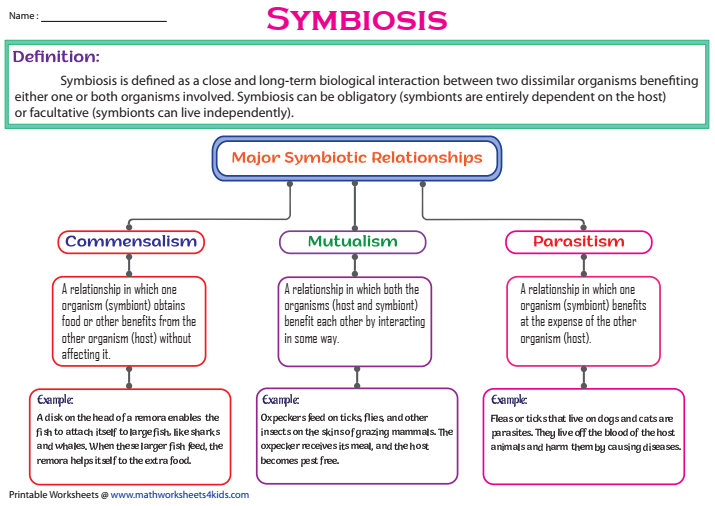 Name :
SYMBIOSIS
Definition:
Symbiosis is defined as a close and long-term biological interaction between two dissimilar organisms benefiting
either one or both organisms involved. Symbiosis can be obligatory (symbionts are entirely dependent on the host)
or facultative (symbionts can live independently).
Major Symbiotic Relationships
Commensalism
A relationship in which one
organism (symbiont) obtains
food or other benefits from the
other organism (host) without
affecting it.
Example:
A disk on the head of a remora enables the
fish to attach itself to large fish, like sharks
and whales. When these larger fish feed, the
remora helps itself to the extra food.
Mutualism
A relationship in which both the
organisms (host and symbiont)
benefit each other by interacting
in some way.
Example:
Oxpeckers feed on ticks, flies, and other
insects on the skins of grazing mammals. The
oxpecker receives its meal, and the host
becomes pest free.
Parasitism
A relationship in which one
organism (symbiont) benefits
at the expense of the other
organism (host).
Example:
Fleas or ticks that live on dogs and cats are
parasites. They live off the blood of the host
animals and harm them by causing diseases.
Printable Worksheets @ www.mathworksheets4kids.com